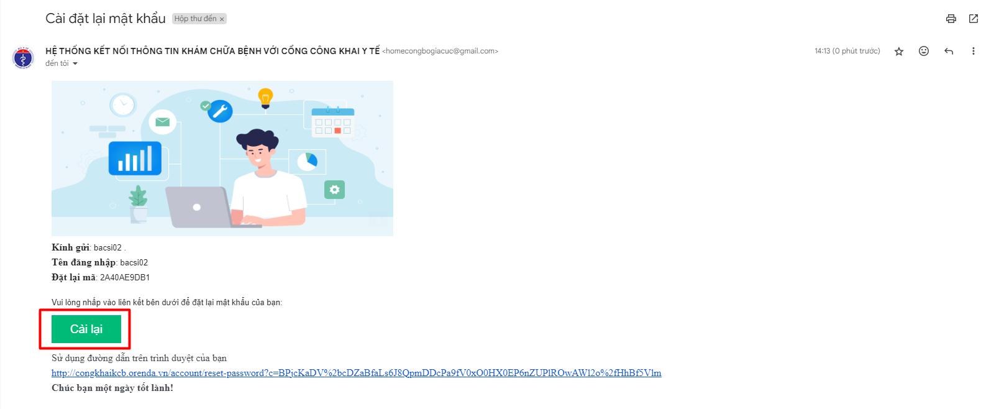 Cài đặt lại mật khẩu Hộp thư đến ×
HỆ THỐNG KẾT NỐI THÔNG TIN KHÁM CHỮA BỆNH VỚI CỔNG CÔNG KHAI Y TẾ <homecongbogiacuc@gmail.com> 14:13 (0 phút trước)
đến tôi
Kính gửi: bacsi02 .
Tên đăng nhập: bacsi02
Đặt lại mã: 2A40AE9DB1
Vui lòng nhấp vào liên kết bên dưới để đặt lại mật khẩu của bạn:
Cài lại
Sử dụng đường dẫn trên trình duyệt của bạn
http://congkhaikcb.orenda.vn/account/reset-password?c=BPjcKaDV%2bcDZaBfaLs6J8QpmDDcPa9fV0xO0HX0EP6nZUPlROwAWl2o%2fHhBf5Vlm
Chúc bạn một ngày tốt lành!